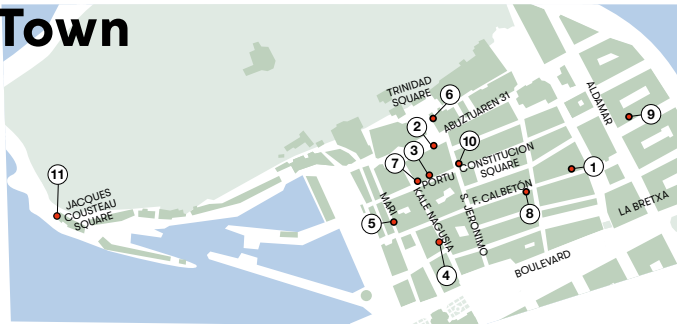 Town
TRINIDAD
SQUARE
6
ABUZTUAREN 31
ALDAMAR
9
2
10
3
CONSTITUCION
SQUARE
7
PORTU
1
11
JACQUES
COUSTEAU
SQUARE
MARI
KALE NAGUSIA
S. JERONIMO
F. CALBETÓN
8
LA BRETXA
5
4
BOULEVARD